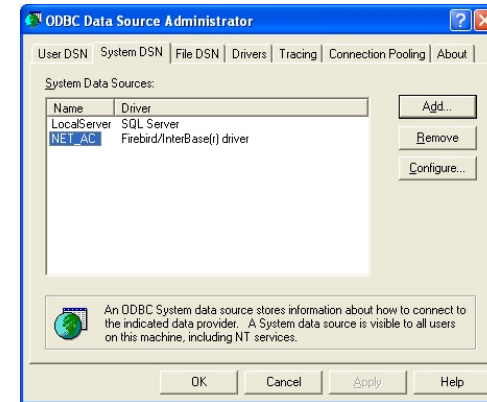 ODBC Data Source Administrator
User DSN System DSN File DSN Drivers Tracing Connection Pooling About
System Data Sources:
Name Driver
LocalServer SQL Server
NET_AC Firebird/InterBase(r) driver
Add...
Remove
Configure...
An ODBC System data source stores information about how to connect to
the indicated data provider. A System data source is visible to all users
on this machine, including NT services.
OK Cancel Apply Help